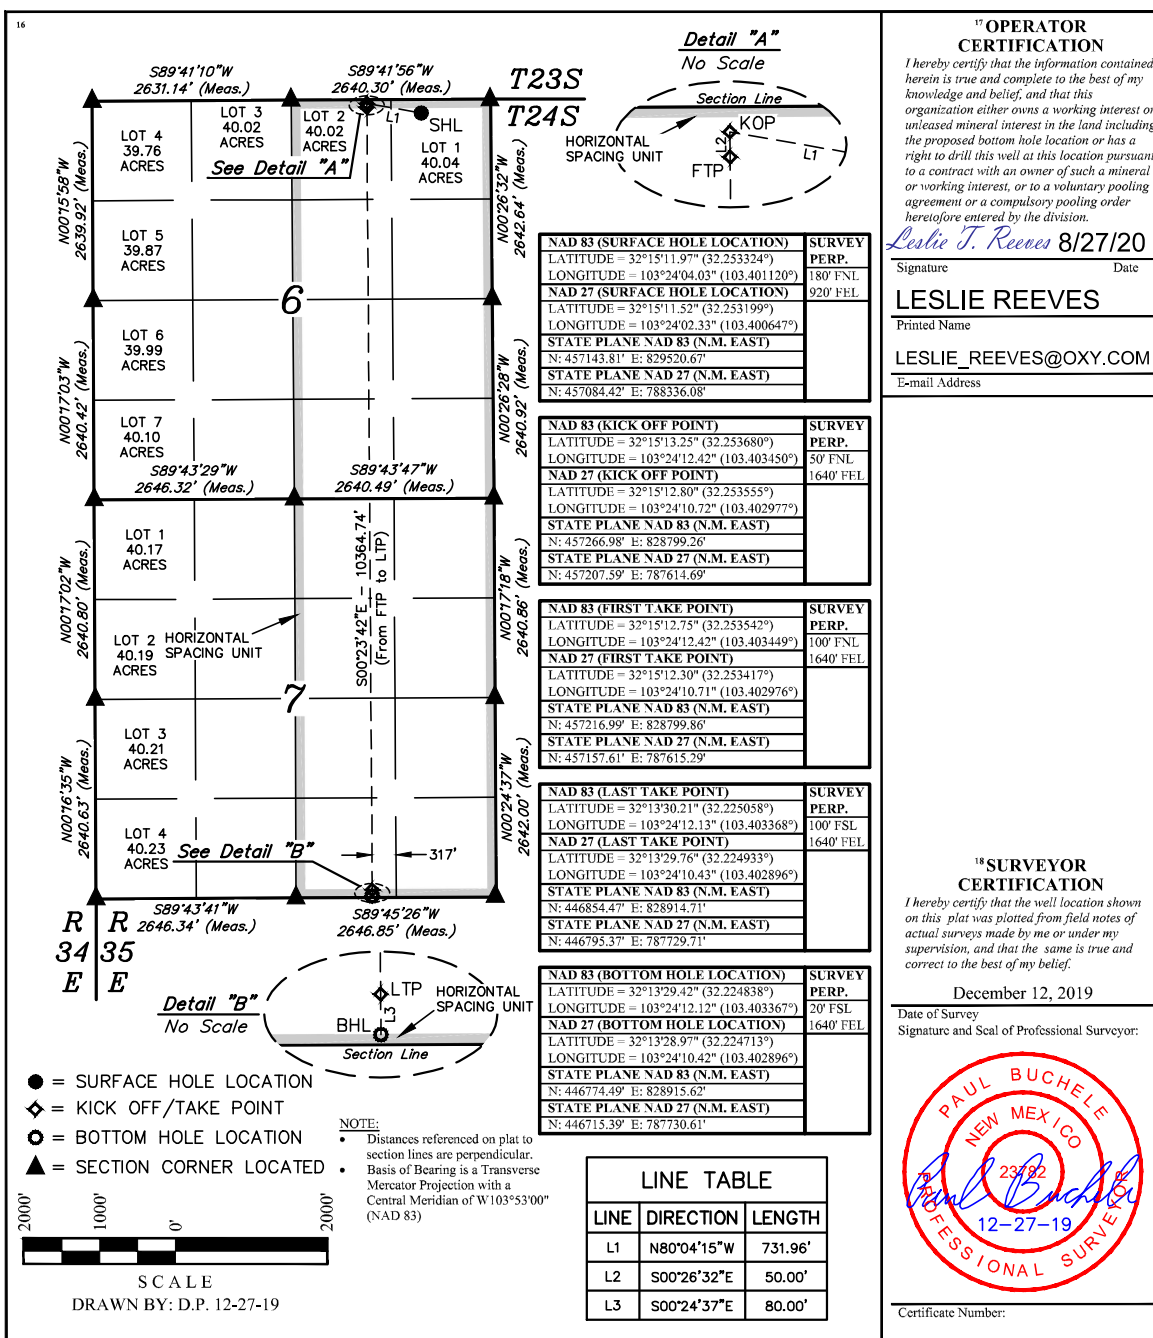 16
S89°41'10"W
2631.14' (Meas.)
S89°41'56"W
2640.30' (Meas.)
T23S
T24S
LOT 4
39.76
ACRES
LOT 3
40.02
ACRES
LOT 2
40.02
ACRES
L1
SHL
LOT 1
40.04
ACRES
See Detail "A"
N00°15'58"W
2639.92' (Meas.)
N00°26'32"W
2642.64' (Meas.)
LOT 5
39.87
ACRES
6
LOT 6
39.99
ACRES
N00°17'03"W
2640.42' (Meas.)
N00°26'28"W
2640.92' (Meas.)
LOT 7
40.10
ACRES
S89°43'29"W
2646.32' (Meas.)
S89°43'47"W
2640.49' (Meas.)
LOT 1
40.17
ACRES
S00°23'42"E - 10364.74'
(From FTP to LTP)
N00°17'02"W
2640.80' (Meas.)
N00°17'18"W
2640.86' (Meas.)
LOT 2
40.19
ACRES
HORIZONTAL
SPACING UNIT
7
LOT 3
40.21
ACRES
N00°16'35"W
2640.63' (Meas.)
N00°24'37"W
2642.00' (Meas.)
LOT 4
40.23
ACRES
See Detail "B"
317'
S89°43'41"W
2646.34' (Meas.)
S89°45'26"W
2646.85' (Meas.)
R R
34 35
E E
Detail "A"
No Scale
Section Line
HORIZONTAL
SPACING UNIT
KOP
L2
FTP
L1
Detail "B"
No Scale
LTP
L3
BHL
HORIZONTAL
SPACING UNIT
Section Line
= SURFACE HOLE LOCATION
= KICK OFF/TAKE POINT
= BOTTOM HOLE LOCATION
= SECTION CORNER LOCATED
NOTE:
• Distances referenced on plat to
section lines are perpendicular.
• Basis of Bearing is a Transverse
Mercator Projection with a
Central Meridian of W103°53'00"
(NAD 83)
2000' 1000' 0' 2000'
SCALE
DRAWN BY: D.P. 12-27-19
NAD 83 (SURFACE HOLE LOCATION) SURVEY
LATITUDE = 32°15'11.97" (32.253324°) PERP.
LONGITUDE = 103°24'04.03" (103.401120°) 180' FNL
NAD 27 (SURFACE HOLE LOCATION) 920' FEL
LATITUDE = 32°15'11.52" (32.253199°)
LONGITUDE = 103°24'02.33" (103.400647°)
STATE PLANE NAD 83 (N.M. EAST)
N: 457143.81' E: 829520.67'
STATE PLANE NAD 27 (N.M. EAST)
N: 457084.42' E: 788336.08'
NAD 83 (KICK OFF POINT) SURVEY
LATITUDE = 32°15'13.25" (32.253680°) PERP.
LONGITUDE = 103°24'12.42" (103.403450°) 50' FNL
NAD 27 (KICK OFF POINT) 1640' FEL
LATITUDE = 32°15'12.80" (32.253555°)
LONGITUDE = 103°24'10.72" (103.402977°)
STATE PLANE NAD 83 (N.M. EAST)
N: 457266.98' E: 828799.26'
STATE PLANE NAD 27 (N.M. EAST)
N: 457207.59' E: 787614.69'
NAD 83 (FIRST TAKE POINT) SURVEY
LATITUDE = 32°15'12.75" (32.253542°) PERP.
LONGITUDE = 103°24'12.42" (103.403449°) 100' FNL
NAD 27 (FIRST TAKE POINT) 1640' FEL
LATITUDE = 32°15'12.30" (32.253417°)
LONGITUDE = 103°24'10.71" (103.402976°)
STATE PLANE NAD 83 (N.M. EAST)
N: 457216.99' E: 828799.86'
STATE PLANE NAD 27 (N.M. EAST)
N: 457157.61' E: 787615.29'
NAD 83 (LAST TAKE POINT) SURVEY
LATITUDE = 32°13'30.21" (32.225058°) PERP.
LONGITUDE = 103°24'12.13" (103.403368°) 100' FSL
NAD 27 (LAST TAKE POINT) 1640' FEL
LATITUDE = 32°13'29.76" (32.224933°)
LONGITUDE = 103°24'10.43" (103.402896°)
STATE PLANE NAD 83 (N.M. EAST)
N: 446854.47' E: 828914.71'
STATE PLANE NAD 27 (N.M. EAST)
N: 446795.37' E: 787729.71'
NAD 83 (BOTTOM HOLE LOCATION) SURVEY
LATITUDE = 32°13'29.42" (32.224838°) PERP.
LONGITUDE = 103°24'12.12" (103.403367°) 20' FSL
NAD 27 (BOTTOM HOLE LOCATION) 1640' FEL
LATITUDE = 32°13'28.97" (32.224713°)
LONGITUDE = 103°24'10.42" (103.402896°)
STATE PLANE NAD 83 (N.M. EAST)
N: 446774.49' E: 828915.62'
STATE PLANE NAD 27 (N.M. EAST)
N: 446715.39' E: 787730.61'
LINE TABLE
LINE DIRECTION LENGTH
L1 N80°04'15"W 731.96'
L2 S00°26'32"E 50.00'
L3 S00°24'37"E 80.00'
17 OPERATOR
CERTIFICATION
I hereby certify that the information contained
herein is true and complete to the best of my
knowledge and belief, and that this
organization either owns a working interest or
unleased mineral interest in the land including
the proposed bottom hole location or has a
right to drill this well at this location pursuant
to a contract with an owner of such a mineral
or working interest, or to a voluntary pooling
agreement or a compulsory pooling order
heretofore entered by the division.
Leslie T. Reeves 8/27/20
Signature Date
LESLIE REEVES
Printed Name
LESLIE_REEVES@OXY.COM
E-mail Address
18 SURVEYOR
CERTIFICATION
I hereby certify that the well location shown
on this plat was plotted from field notes of
actual surveys made by me or under my
supervision, and that the same is true and
correct to the best of my belief.
December 12, 2019
Date of Survey
Signature and Seal of Professional Surveyor:
PAUL BUCHELE
NEW MEXICO
23782
Paul Buchele
12-27-19
PROFESSIONAL SURVEYOR
Certificate Number: